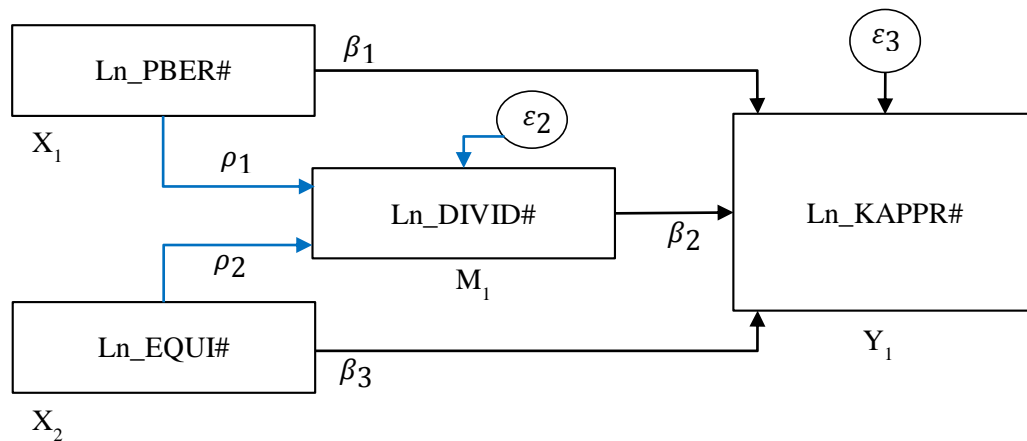 Ln_PBER#
X₁
β₁
ε₃
ρ₁
ε₂
Ln_DIVID#
M₁
β₂
Ln_KAPPR#
Y₁
ρ₂
Ln_EQUI#
X₂
β₃